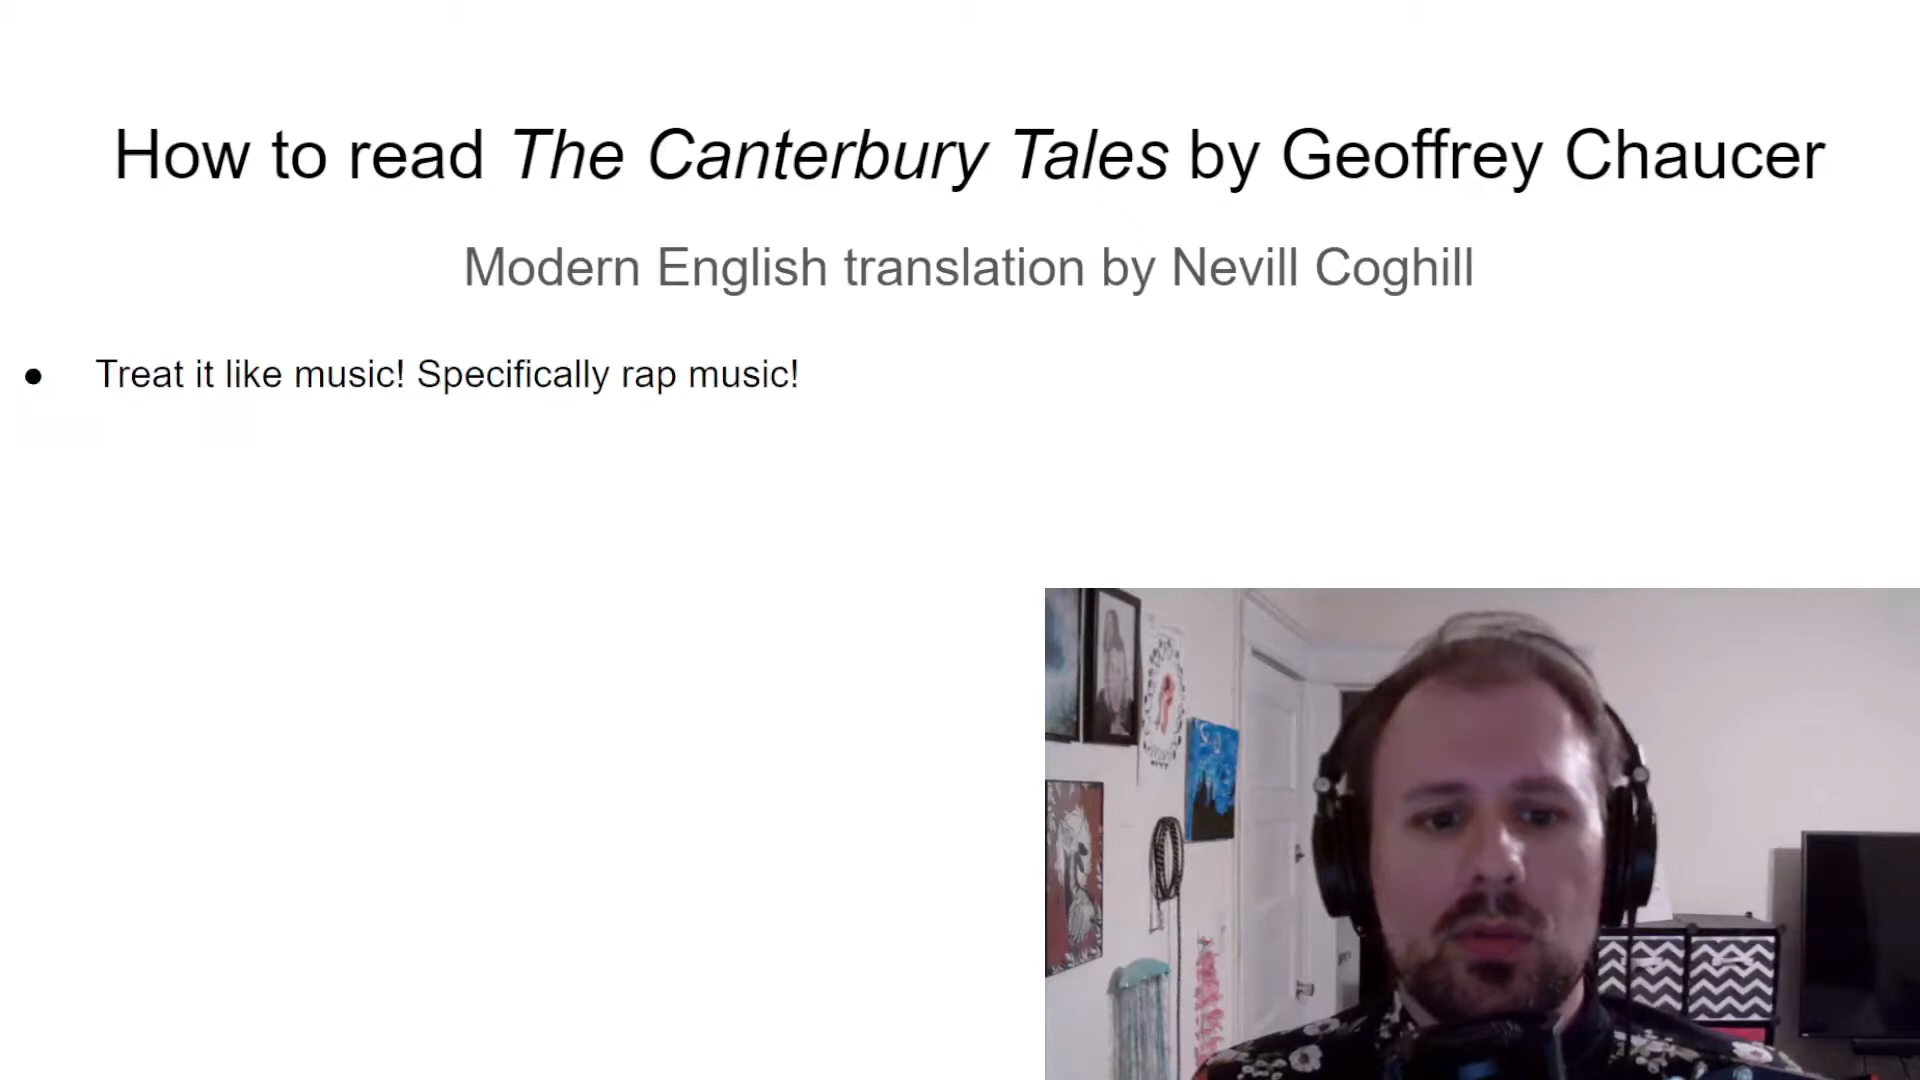 How to read The Canterbury Tales by Geoffrey Chaucer
Modern English translation by Nevill Coghill
● Treat it like music! Specifically rap music!